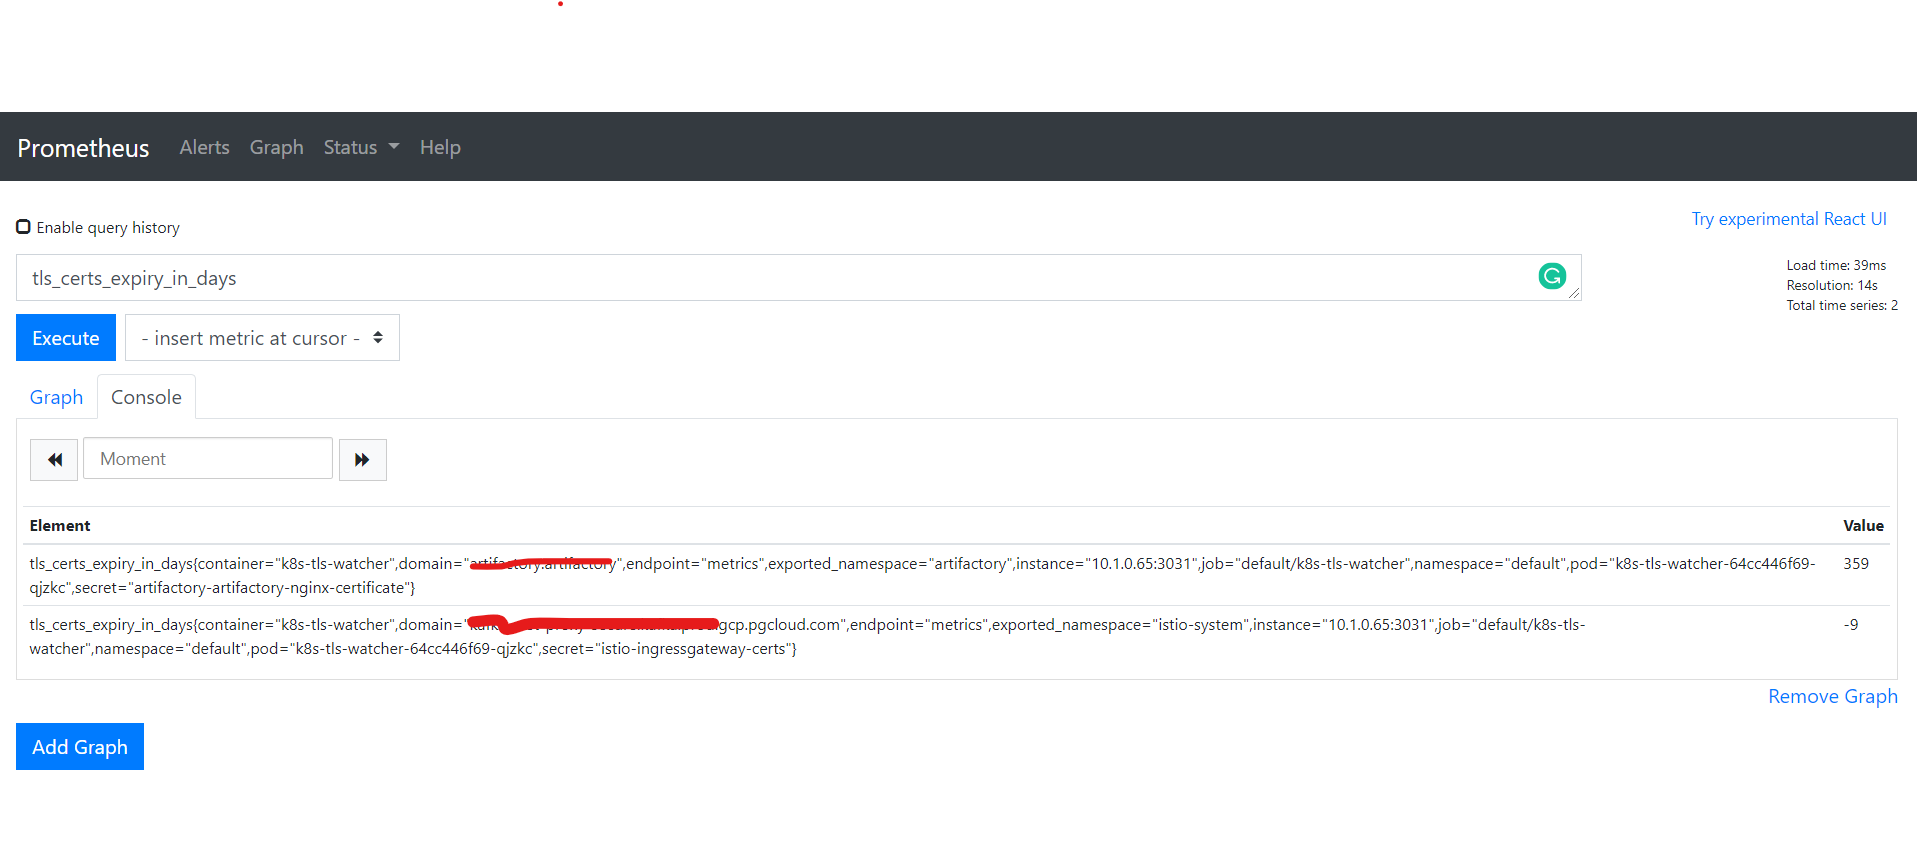 Prometheus Alerts Graph Status Help
Enable query history
Try experimental React UI
tls_certs_expiry_in_days
Load time: 39ms
Resolution: 14s
Total time series: 2
Execute - insert metric at cursor -
Graph Console
Moment
Element Value
tls_certs_expiry_in_days{container="k8s-tls-watcher",domain="artifactory.artifactory",endpoint="metrics",exported_namespace="artifactory",instance="10.1.0.65:3031",job="default/k8s-tls-watcher",namespace="default",pod="k8s-tls-watcher-64cc446f69- 359
qjzkc",secret="artifactory-artifactory-nginx-certificate"}
tls_certs_expiry_in_days{container="k8s-tls-watcher",domain=" gcp.pgcloud.com",endpoint="metrics",exported_namespace="istio-system",instance="10.1.0.65:3031",job="default/k8s-tls- -9
watcher",namespace="default",pod="k8s-tls-watcher-64cc446f69-qjzkc",secret="istio-ingressgateway-certs"}
Remove Graph
Add Graph